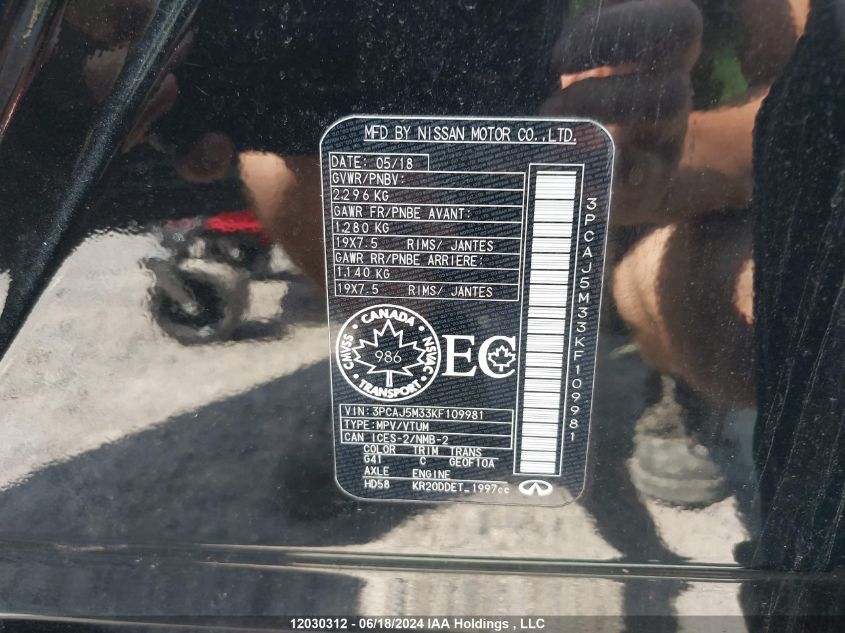 MFD BY NISSAN MOTOR CO.,LTD.
DATE: 05/18
GVWR/PNBV:
2296 KG
GAWR FR/PNBE AVANT:
1280 KG
19X7.5 RIMS/ JANTES
GAWR RR/PNBE ARRIERE:
1140 KG
19X7.5 RIMS/ JANTES
CANADA
CMVSS
986
NSVAC
TRANSPORT
EC
VIN:3PCAJ5M33KF109981
TYPE:MPV/VTUM
CAN ICES-2/NMB-2
COLOR TRIM TRANS
G41 C GE0F10A
AXLE ENGINE
HD58 KR20DDET_1997cc
3PCAJ5M33KF109981
12030312 - 06/18/2024 IAA Holdings , LLC